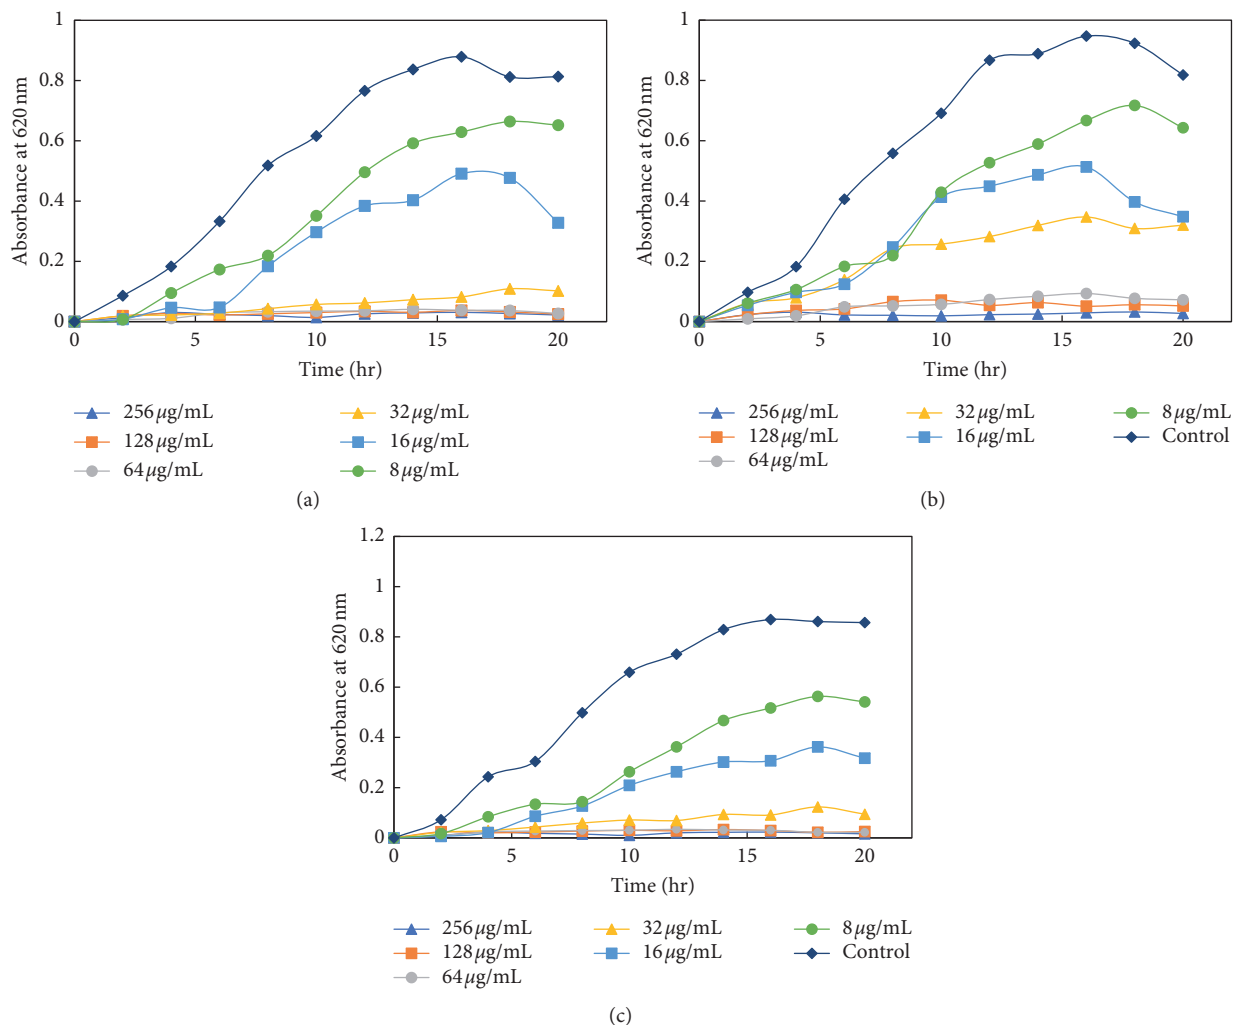 Absorbance at 620 nm
1
0.8
0.6
0.4
0.2
0
0 5 10 15 20
Time (hr)
256 µg/mL 32 µg/mL
128 µg/mL 16 µg/mL
64 µg/mL 8 µg/mL
(a)
Absorbance at 620 nm
1
0.8
0.6
0.4
0.2
0
0 5 10 15 20
Time (hr)
256 µg/mL 32 µg/mL 8 µg/mL
128 µg/mL 16 µg/mL Control
64 µg/mL
(b)
Absorbance at 620 nm
1.2
1
0.8
0.6
0.4
0.2
0
0 5 10 15 20
Time (hr)
256 µg/mL 32 µg/mL 8 µg/mL
128 µg/mL 16 µg/mL Control
64 µg/mL
(c)